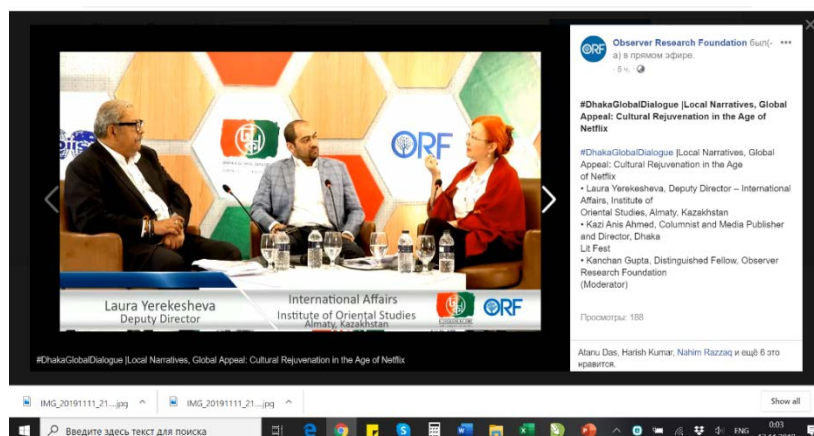 ORF
ORF
Laura Yerekesheva
Deputy Director
International Affairs
Institute of Oriental Studies
Almaty, Kazakhstan
ORF
#DhakaGlobalDialogue |Local Narratives, Global Appeal: Cultural Rejuvenation in the Age of Netflix
Observer Research Foundation был(-
а) в прямом эфире.
· 5 ч. ·
#DhakaGlobalDialogue |Local Narratives, Global
Appeal: Cultural Rejuvenation in the Age of
Netflix
#DhakaGlobalDialogue |Local Narratives, Global
Appeal: Cultural Rejuvenation in the Age
of Netflix
• Laura Yerekesheva, Deputy Director – International
Affairs, Institute of
Oriental Studies, Almaty, Kazakhstan
• Kazi Anis Ahmed, Columnist and Media Publisher
and Director, Dhaka
Lit Fest
• Kanchan Gupta, Distinguished Fellow, Observer
Research Foundation
(Moderator)
Просмотры: 188
Atanu Das, Harish Kumar, Nahim Razzaq и ещё 6 это
нравится.
IMG_20191111_21....jpg
IMG_20191111_21....jpg
Show all
Введите здесь текст для поиска
ENG
0:03